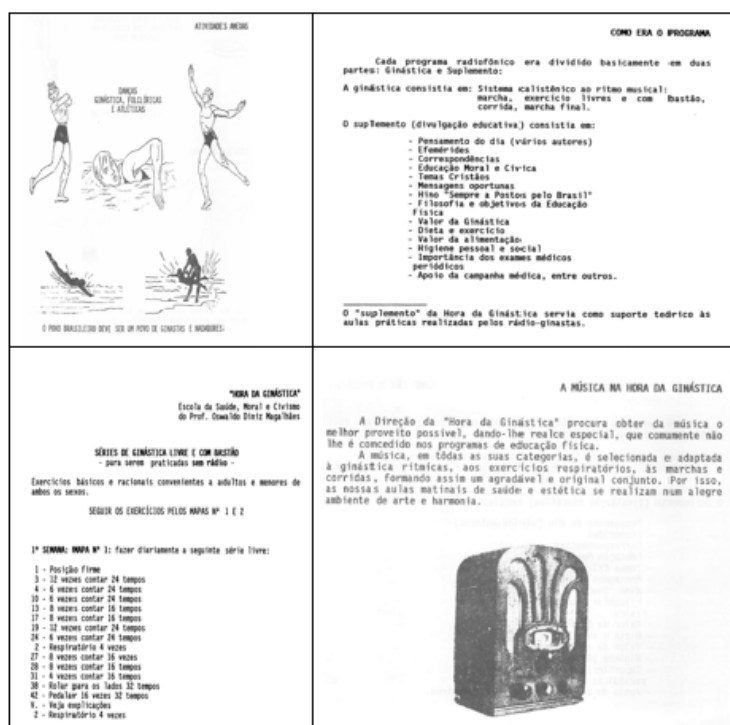 ATIVIDADES ANEXAS
DANÇAS
GINÁSTICA, FOLCLÓRICAS
E ATLÉTICAS
O POVO BRASILEIRO DEVE SER UM POVO DE GINASTAS E NADADORES.
COMO ERA O PROGRAMA
Cada programa radiofônico era dividido basicamente em duas
partes: Ginástica e Suplemento:
A ginástica consistia em: Sistema calistênico ao ritmo musical:
marcha, exercício livres e com bastão,
corrida, marcha final.
O suplemento (divulgação educativa) consistia em:
- Pensamento do dia (vários autores)
- Efemérides
- Correspondências
- Educação Moral e Cívica
- Temas Cristãos
- Mensagens oportunas
- Hino "Sempre a Postos pelo Brasil"
- Filosofia e objetivos da Educação
Física
- Valor da Ginástica
- Dieta e exercício
- Valor da alimentação
- Higiene pessoal e social
- Importância dos exames médicos
periódicos
- Apoio da campanha médica, entre outros.
O "suplemento" da Hora da Ginástica servia como suporte teórico às
aulas práticas realizadas pelos rádio-ginastas.
"HORA DA GINÁSTICA"
Escola da Saúde, Moral e Civismo
do Prof. Oswaldo Diniz Magalhães
SÉRIES DE GINÁSTICA LIVRE E COM BASTÃO
- para serem praticadas sem rádio -
Exercícios básicos e racionais convenientes a adultos e menores de
ambos os sexos.
SEGUIR OS EXERCÍCIOS PELOS MAPAS Nº 1 E 2
1ª SEMANA: MAPA Nº 1: fazer diariamente a seguinte série livre:
1 - Posição firme
3 - 12 vezes contar 24 tempos
4 - 6 vezes contar 24 tempos
10 - 6 vezes contar 24 tempos
13 - 8 vezes contar 16 tempos
17 - 8 vezes contar 16 tempos
19 - 12 vezes contar 24 tempos
24 - 6 vezes contar 24 tempos
2 - Respiratório 4 vezes
27 - 8 vezes contar 16 vezes
28 - 8 vezes contar 16 tempos
31 - 4 vezes contar 16 tempos
38 - Rolar para os lados 32 tempos
42 - Pedalar 16 vezes 32 tempos
V. - Veja explicações
2 - Respiratório 4 vezes
A MÚSICA NA HORA DA GINÁSTICA
A Direção da "Hora da Ginástica" procura obter da música o
melhor proveito possível, dando-lhe realce especial, que comumente não
lhe é concedido nos programas de educação física.
A música, em tôdas as suas categorias, é selecionada e adaptada
à ginástica rítmicas, aos exercícios respiratórios, às marchas e
corridas, formando assim um agradável e original conjunto. Por isso,
as nossas aulas matinais de saúde e estética se realizam num alegre
ambiente de arte e harmonia.